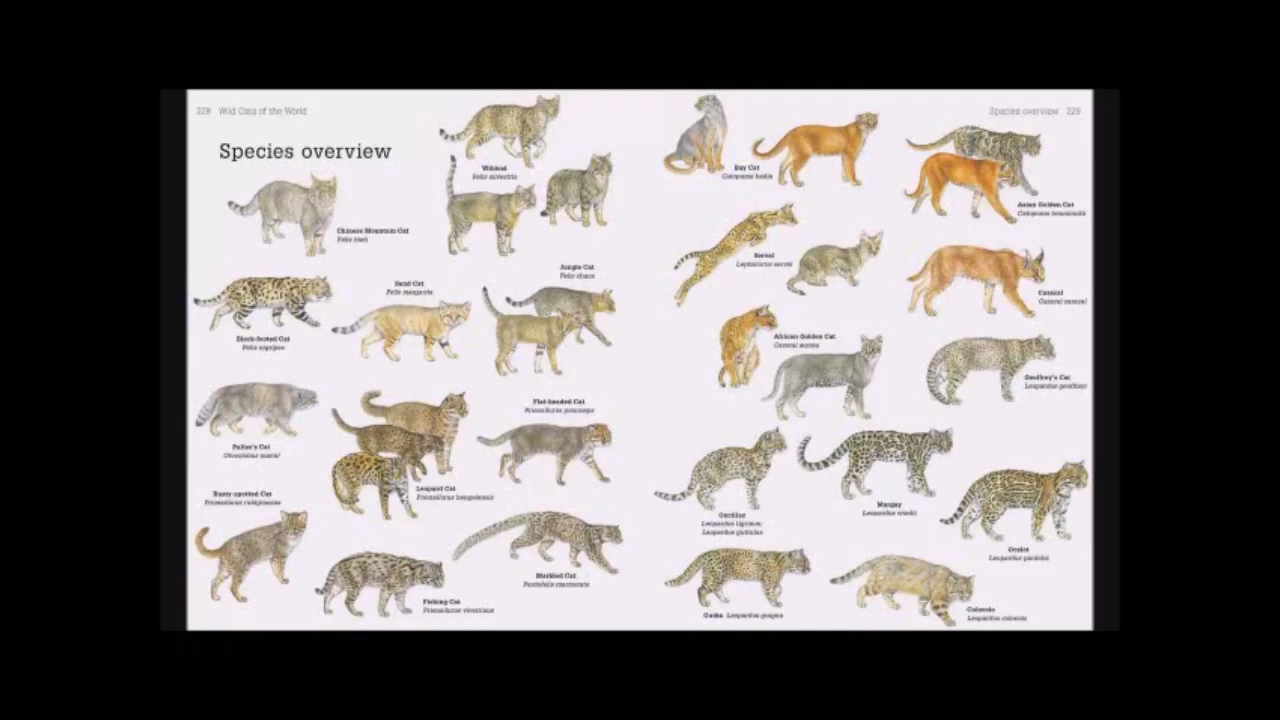 228 Wild Cats of the World
Species overview
Wildcat
Felis silvestris
Chinese Mountain Cat
Felis bieti
Jungle Cat
Felis chaus
Sand Cat
Felis margarita
Black-footed Cat
Felis nigripes
Flat-headed Cat
Prionailurus planiceps
Pallas's Cat
Otocolobus manul
Leopard Cat
Prionailurus bengalensis
Rusty-spotted Cat
Prionailurus rubiginosus
Marbled Cat
Pardofelis marmorata
Fishing Cat
Prionailurus viverrinus
Species overview 229
Bay Cat
Catopuma badia
Asian Golden Cat
Catopuma temminckii
Serval
Leptailurus serval
Caracal
Caracal caracal
African Golden Cat
Caracal aurata
Geoffroy's Cat
Leopardus geoffroyi
Oncillas
Leopardus tigrinus;
Leopardus guttulus
Margay
Leopardus wiedii
Ocelot
Leopardus pardalis
Guiña Leopardus guigna
Colocolo
Leopardus colocolo